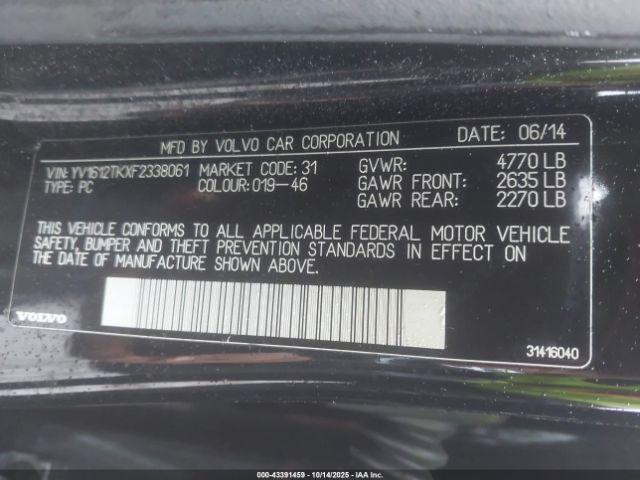 MFD BY VOLVO CAR CORPORATION DATE: 06/14
VIN: YV1612TKXF2338061 MARKET CODE: 31 GVWR: 4770 LB
TYPE: PC COLOUR: 019-46 GAWR FRONT: 2635 LB
GAWR REAR: 2270 LB
THIS VEHICLE CONFORMS TO ALL APPLICABLE FEDERAL MOTOR VEHICLE
SAFETY, BUMPER AND THEFT PREVENTION STANDARDS IN EFFECT ON
THE DATE OF MANUFACTURE SHOWN ABOVE.
VOLVO
31416040
000-43391459 - 10/14/2025 - IAA Inc.